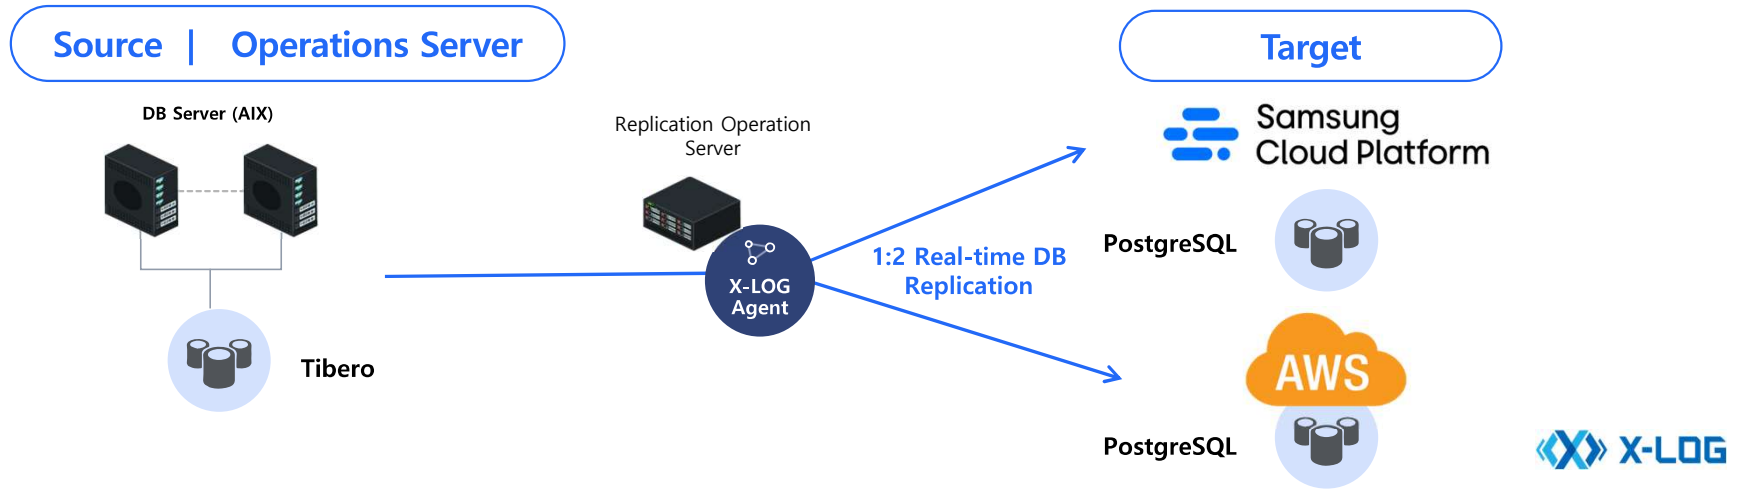 Source | Operations Server
Target
DB Server (AIX)
Replication Operation
Server
Samsung
Cloud Platform
X-LOG
Agent
1:2 Real-time DB
Replication
PostgreSQL
Tibero
AWS
PostgreSQL
X-LOG